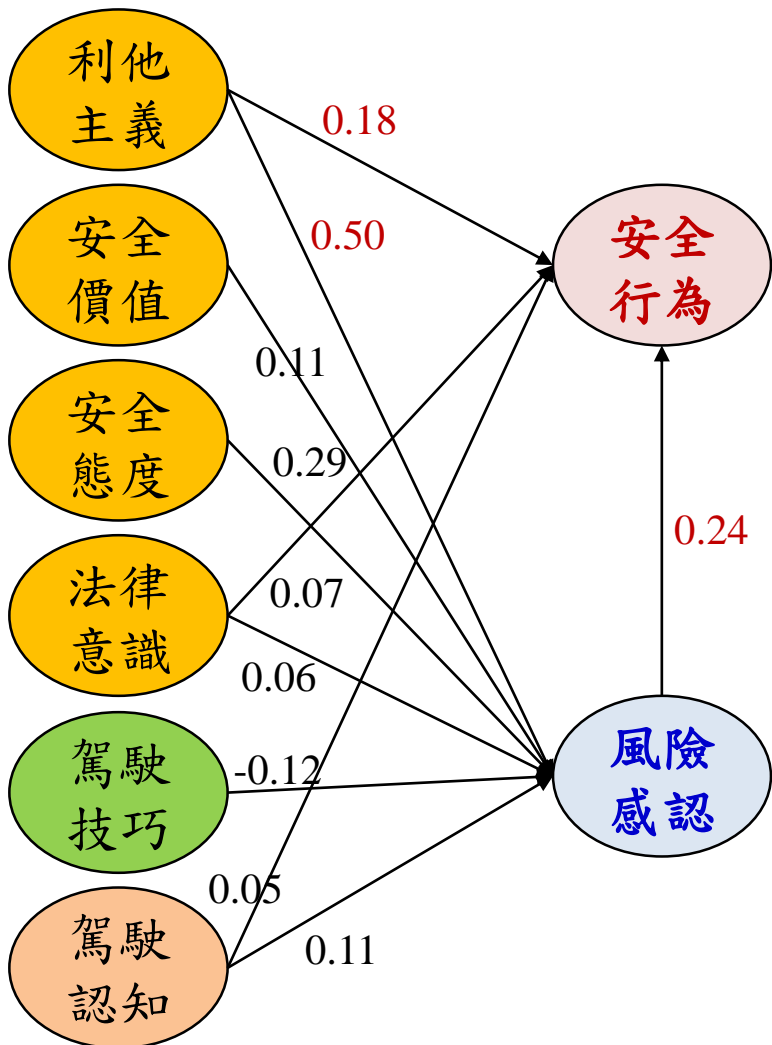 利他
主義
0.18
安全
價值
0.50
安全
行為
0.11
安全
態度
0.29
0.24
法律
意識
0.07
0.06
駕駛
技巧
-0.12
風險
感認
0.05
駕駛
認知
0.11